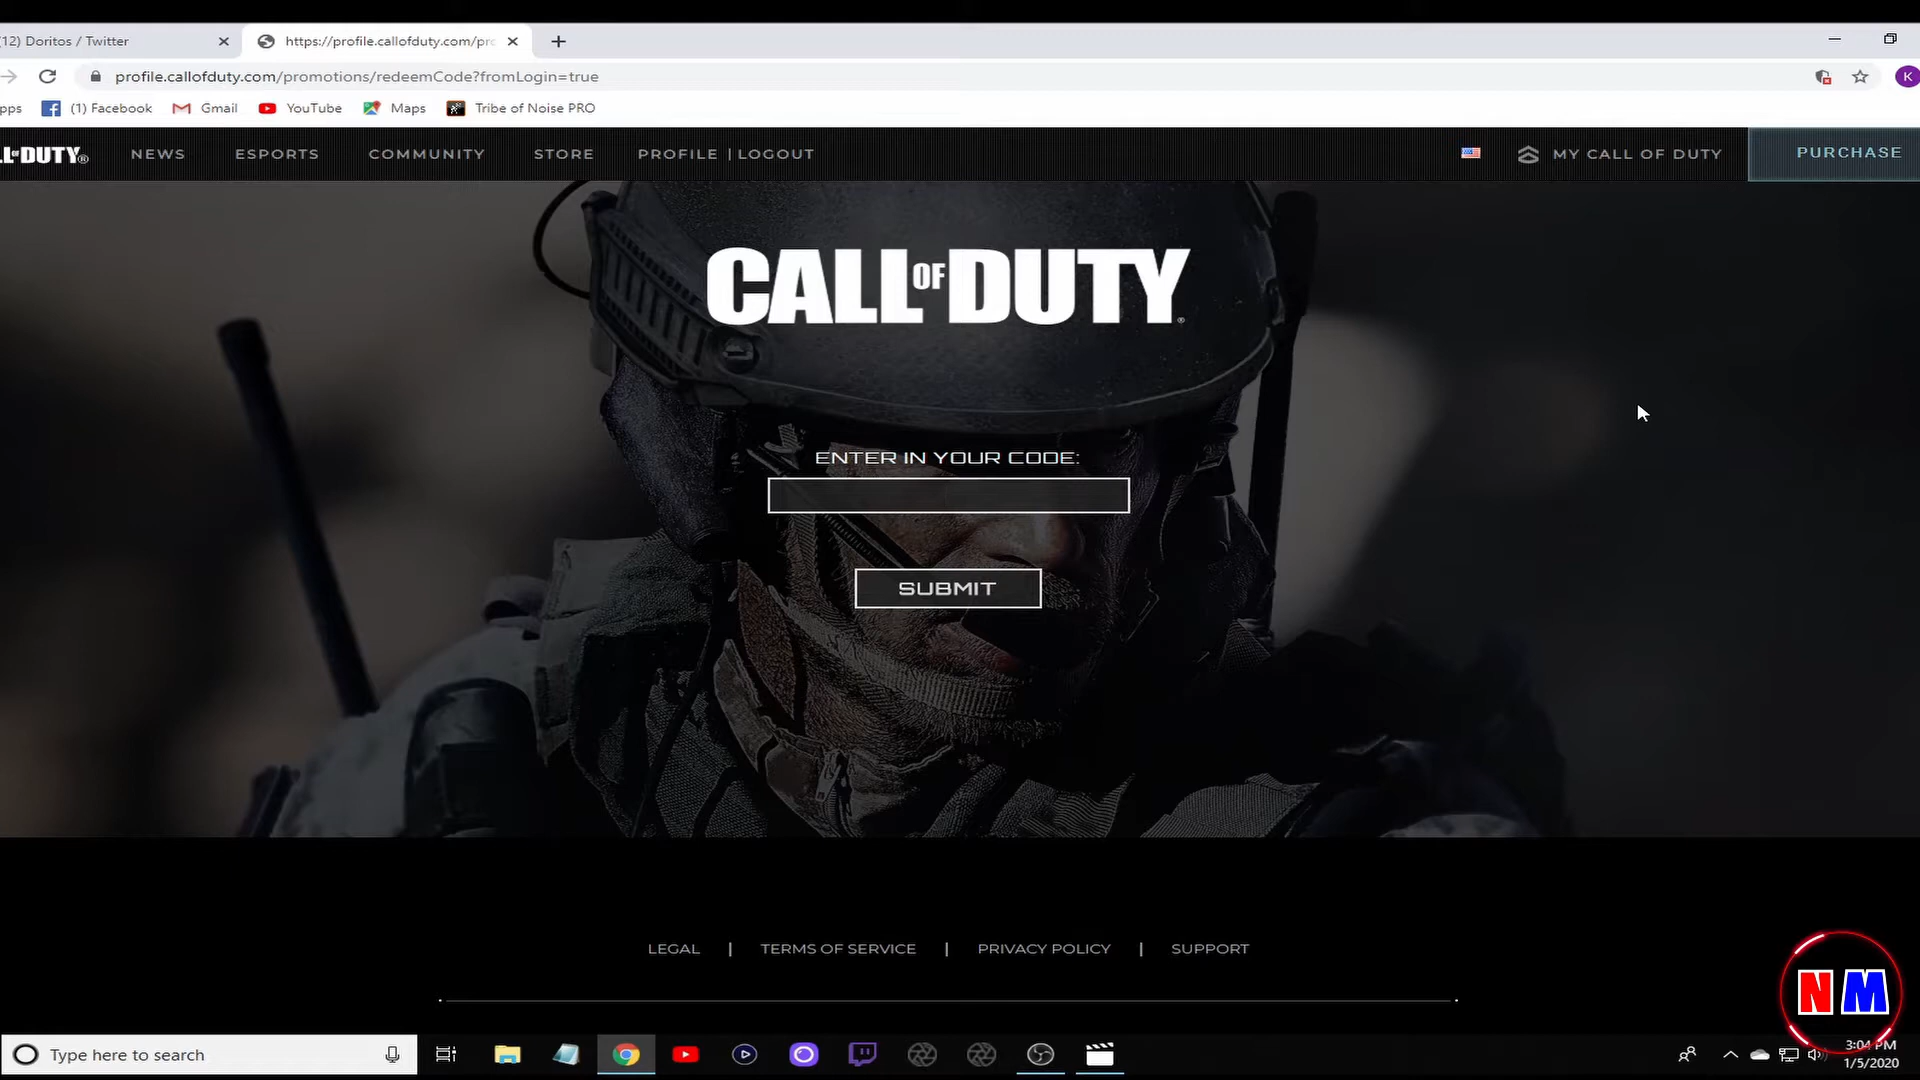 12) Doritos / Twitter
https://profile.callofduty.com/pro
profile.callofduty.com/promotions/redeemCode?fromLogin=true
K
pps
(1) Facebook
Gmail
YouTube
Maps
Tribe of Noise PRO
LL OF DUTY®
NEWS
ESPORTS
COMMUNITY
STORE
PROFILE | LOGOUT
MY CALL OF DUTY
PURCHASE
CALL OF DUTY®
ENTER IN YOUR CODE:
SUBMIT
LEGAL | TERMS OF SERVICE | PRIVACY POLICY | SUPPORT
NM
Type here to search
3:04 PM
1/5/2020